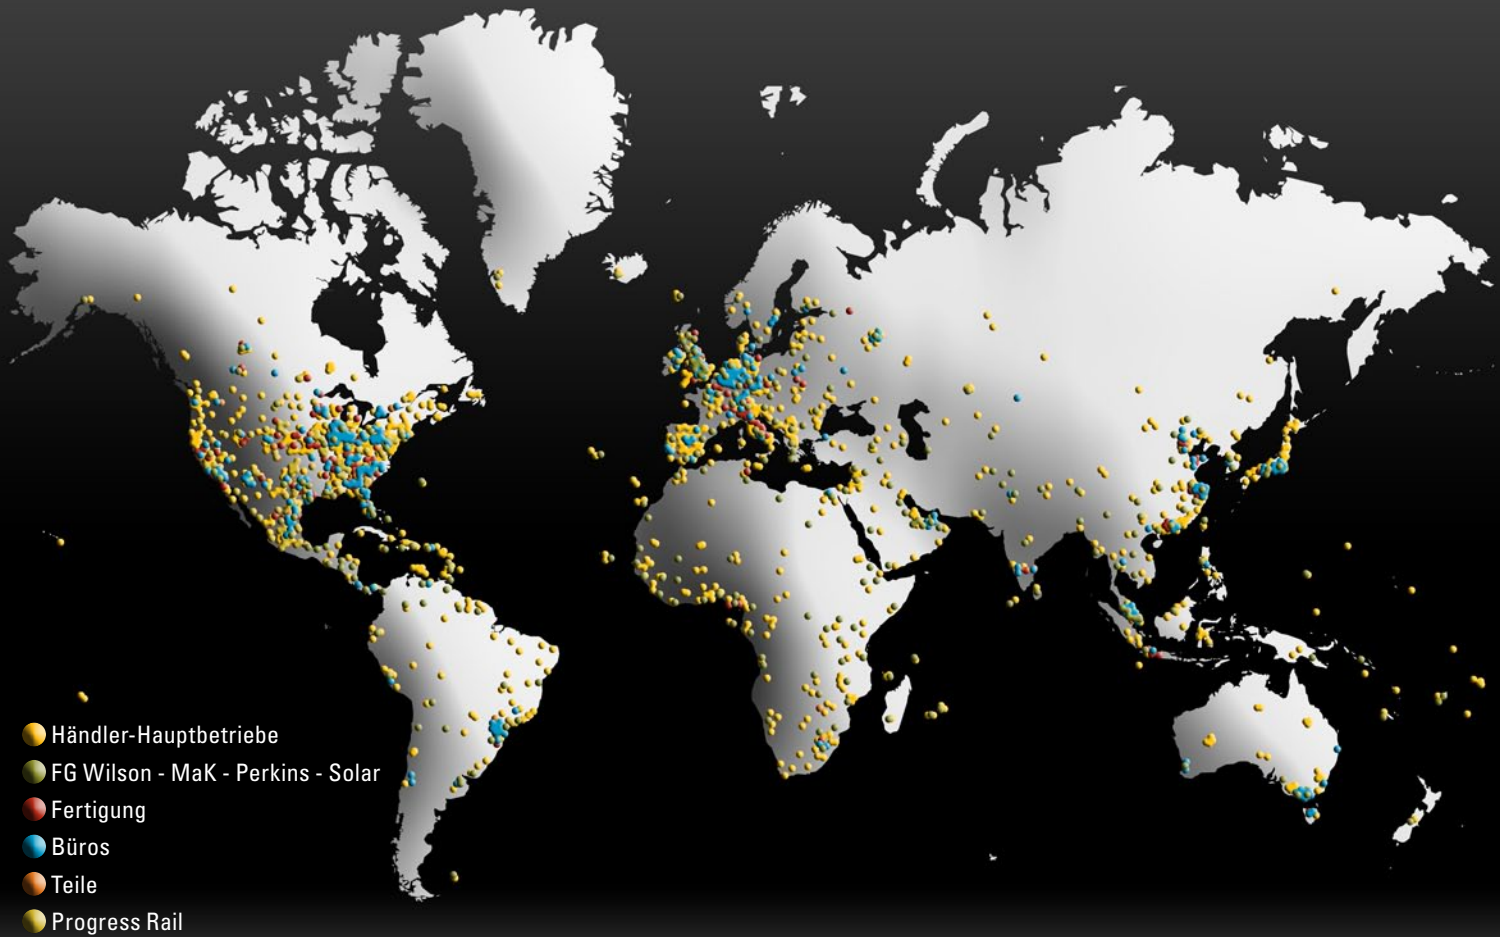 Händler-Hauptbetriebe
FG Wilson - MaK - Perkins - Solar
Fertigung
Büros
Teile
Progress Rail